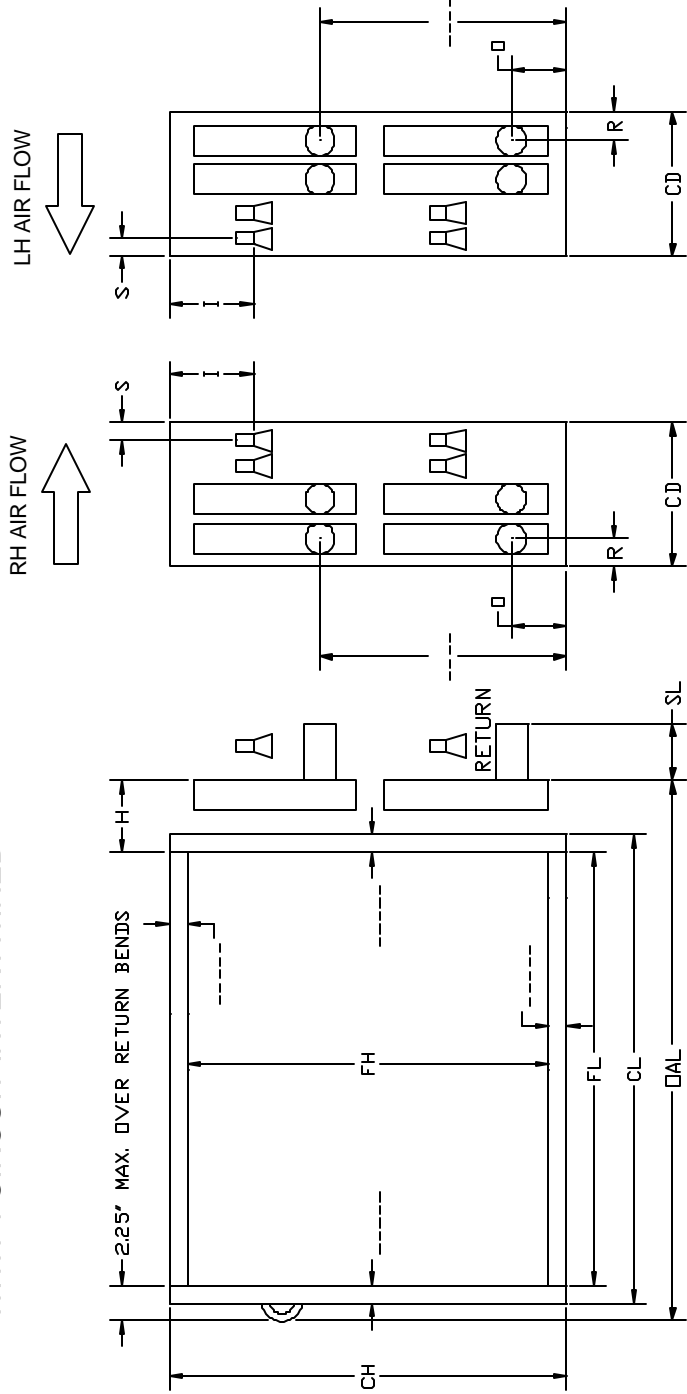 RH AIR FLOW
LH AIR FLOW
2.25" MAX. OVER RETURN BENDS
H
S
S
I
I
-----
-----
-----
-----
CH
FH
RETURN
-----
-----
O
O
FL
R
R
CL
OAL
SL
CD
CD